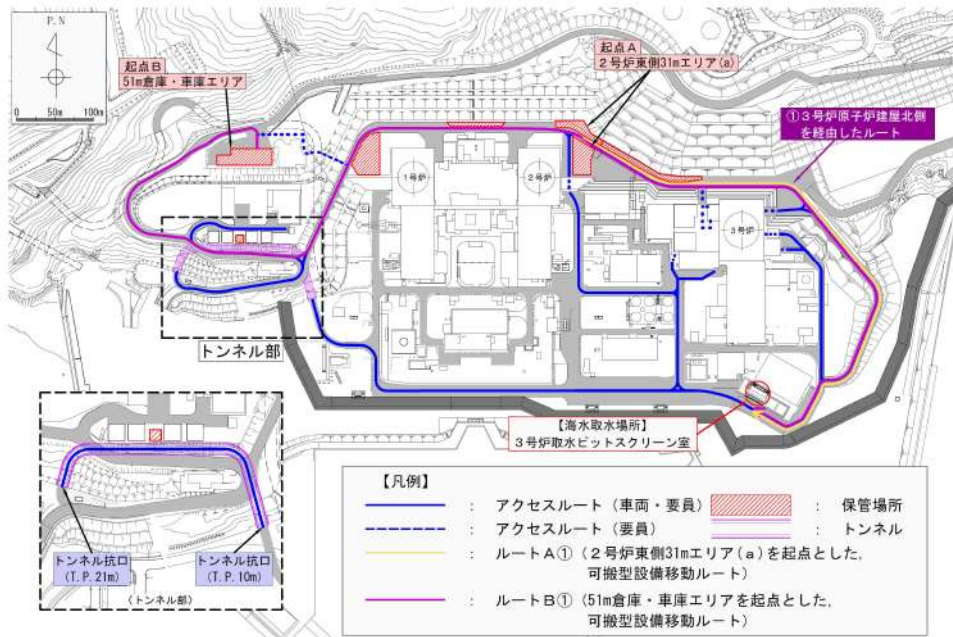 P.N
0 50m 100m
起点B
51m倉庫・車庫エリア
起点A
2号炉東側31mエリア(a)
①3号炉原子炉建屋北側
を経由したルート
1号炉
2号炉
3号炉
トンネル部
【海水取水場所】
3号炉取水ピットスクリーン室
トンネル抗口
(T.P.21m)
トンネル抗口
(T.P.10m)
(トンネル部)
【凡例】
: アクセスルート(車両・要員)
: 保管場所
: アクセスルート(要員)
: トンネル
: ルートA①(2号炉東側31mエリア(a)を起点とした,
可搬型設備移動ルート)
: ルートB①(51m倉庫・車庫エリアを起点とした,
可搬型設備移動ルート)